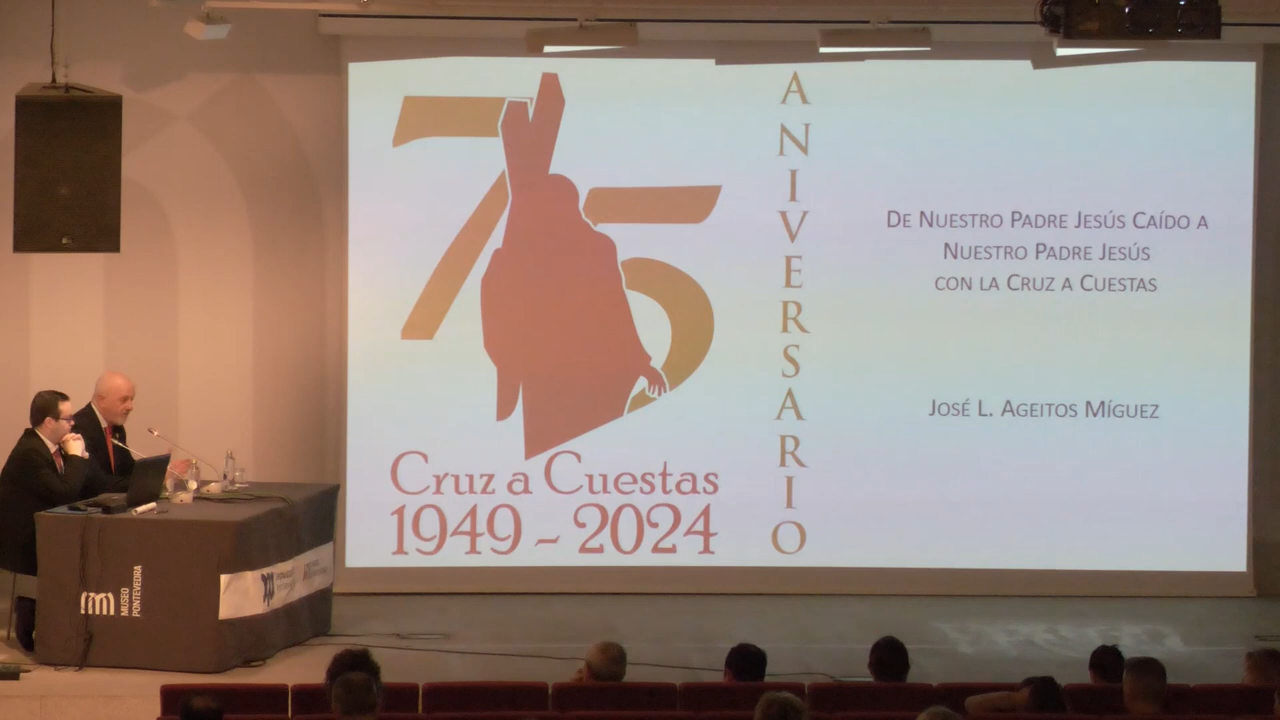 75
ANIVERSARIO
Cruz a Cuestas
1949 - 2024
DE NUESTRO PADRE JESÚS CAÍDO A
NUESTRO PADRE JESÚS
CON LA CRUZ A CUESTAS
JOSÉ L. AGEITOS MÍGUEZ
MUSEO
PONTEVEDRA